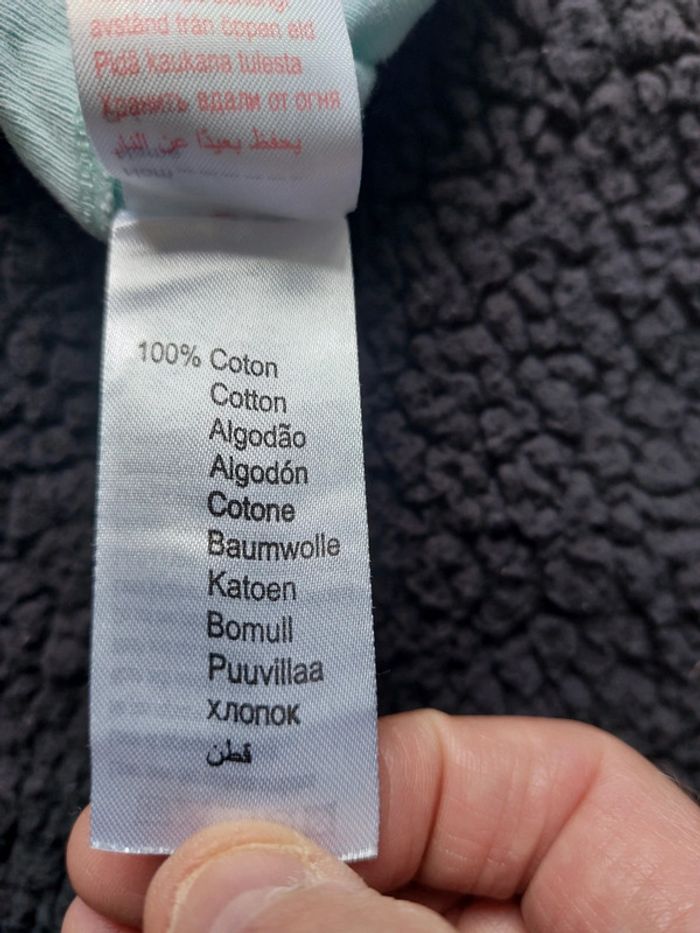 avstånd från öppen eld
Pidä kaukana tulesta
Хранить вдали от огня
يحفظ بعيدًا عن النار
100% Coton
Cotton
Algodão
Algodón
Cotone
Baumwolle
Katoen
Bomull
Puuvillaa
хлопок
قطن